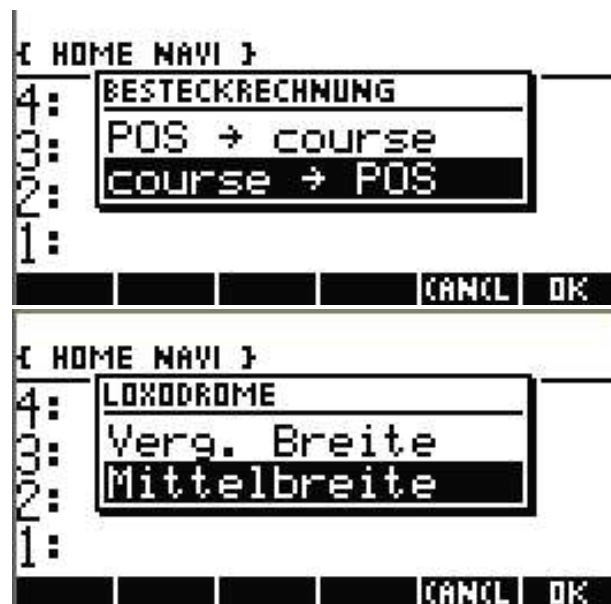 { HOME NAVI }
BESTECKRECHNUNG
4:
POS → course
3:
course → POS
2:
1:
CANCL OK
{ HOME NAVI }
LOXODROME
4:
Verg. Breite
3:
Mittelbreite
2:
1:
CANCL OK